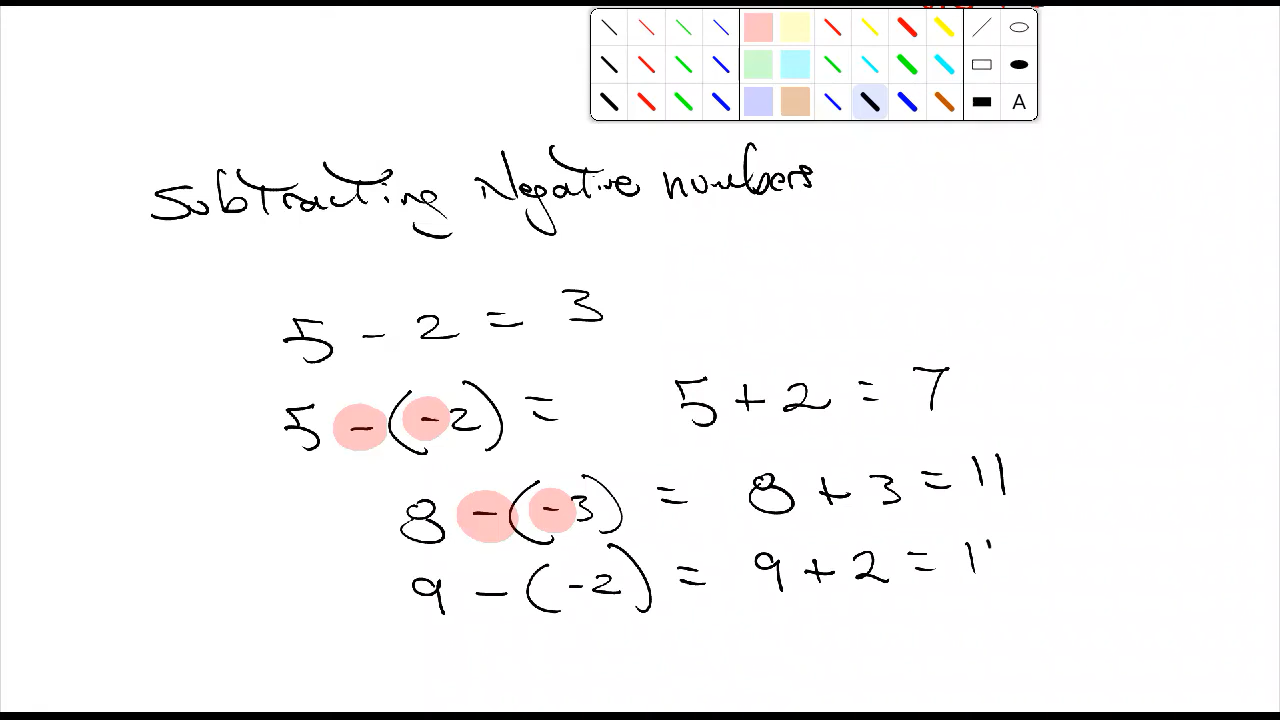 A
Subtracting Negative numbers
5 - 2 = 3
5 - (-2) = 5 + 2 = 7
8 - (-3) = 8 + 3 = 11
9 - (-2) = 9 + 2 = 1